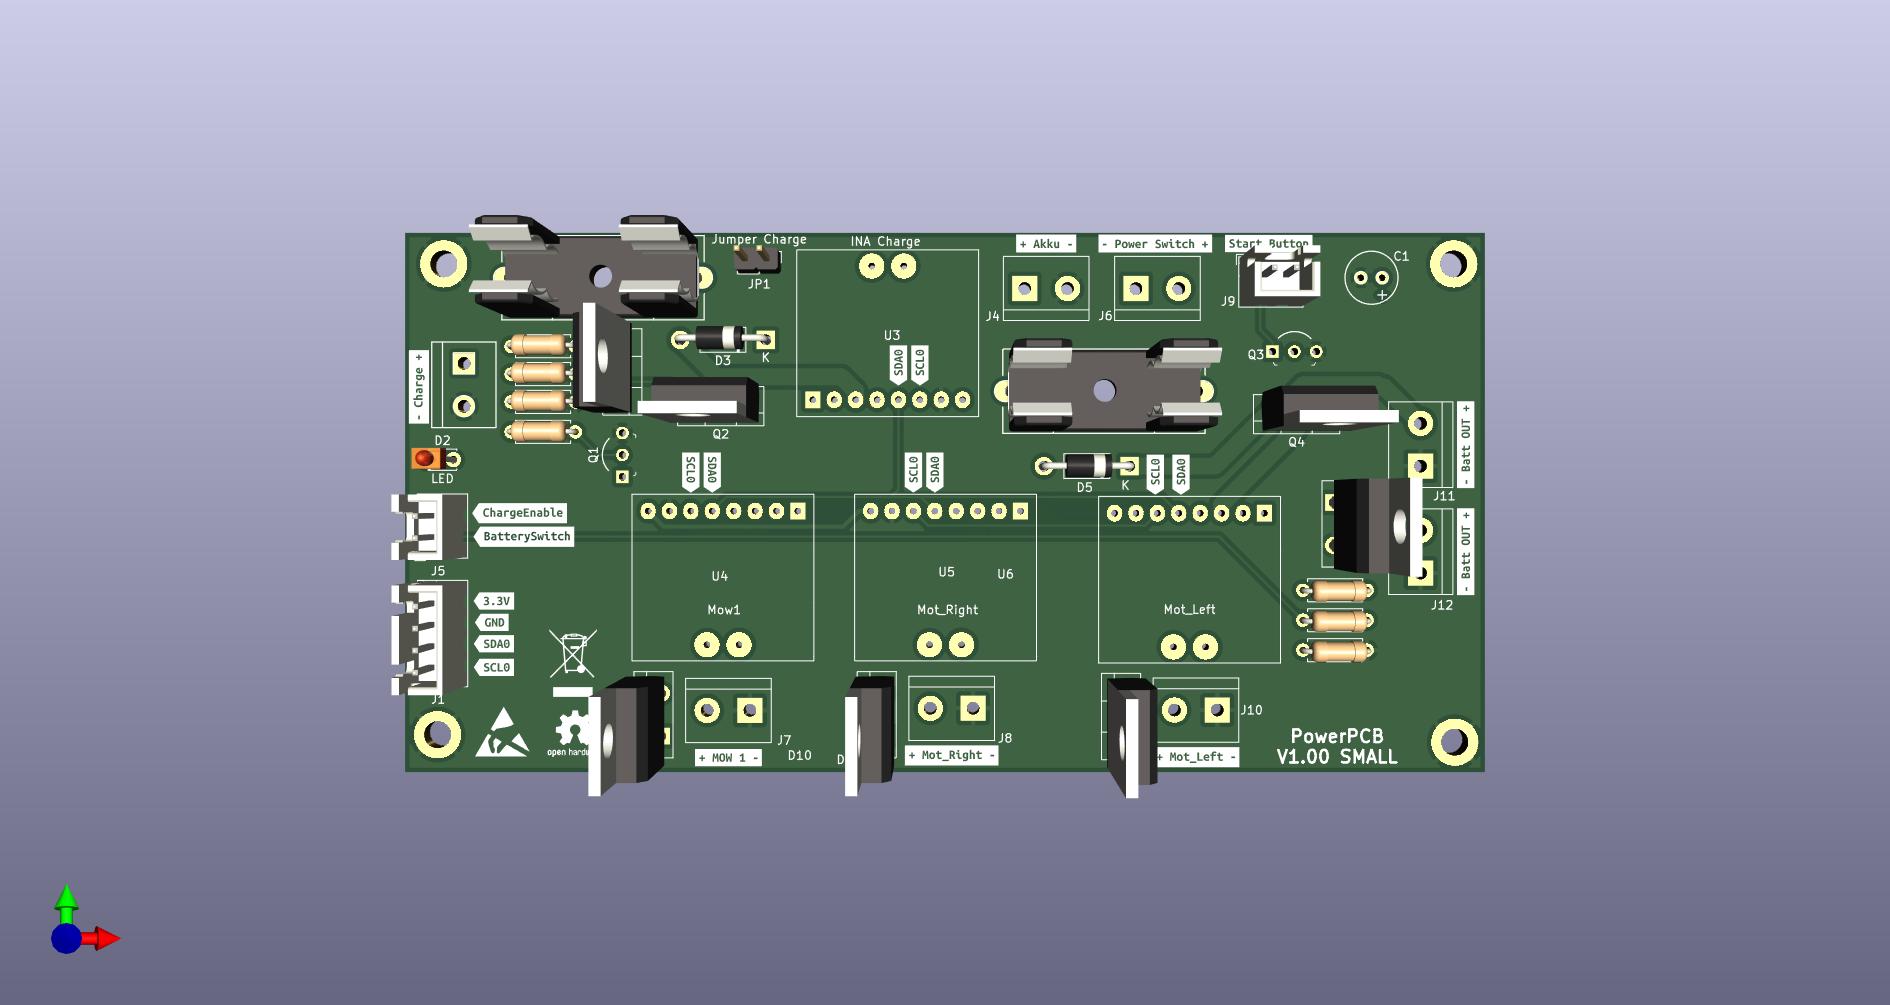 Jumper Charge
INA Charge
+ Akku -
- Power Switch +
Start Button
C1
JP1
J9
J4
J6
U3
D3
K
Q3
SDA0
SCL0
- Charge +
Q2
Q4
D2
Q1
LED
SCL0
SDA0
SCL0
SDA0
D5
K
SCL0
SDA0
- Batt OUT +
J11
ChargeEnable
BatterySwitch
J5
U4
U5
U6
Mow1
Mot_Right
Mot_Left
- Batt OUT +
J12
3.3V
GND
SDA0
SCL0
J1
J7
J8
J10
+ MOW 1 -
D10
+ Mot_Right -
+ Mot_Left -
PowerPCB
V1.00 SMALL